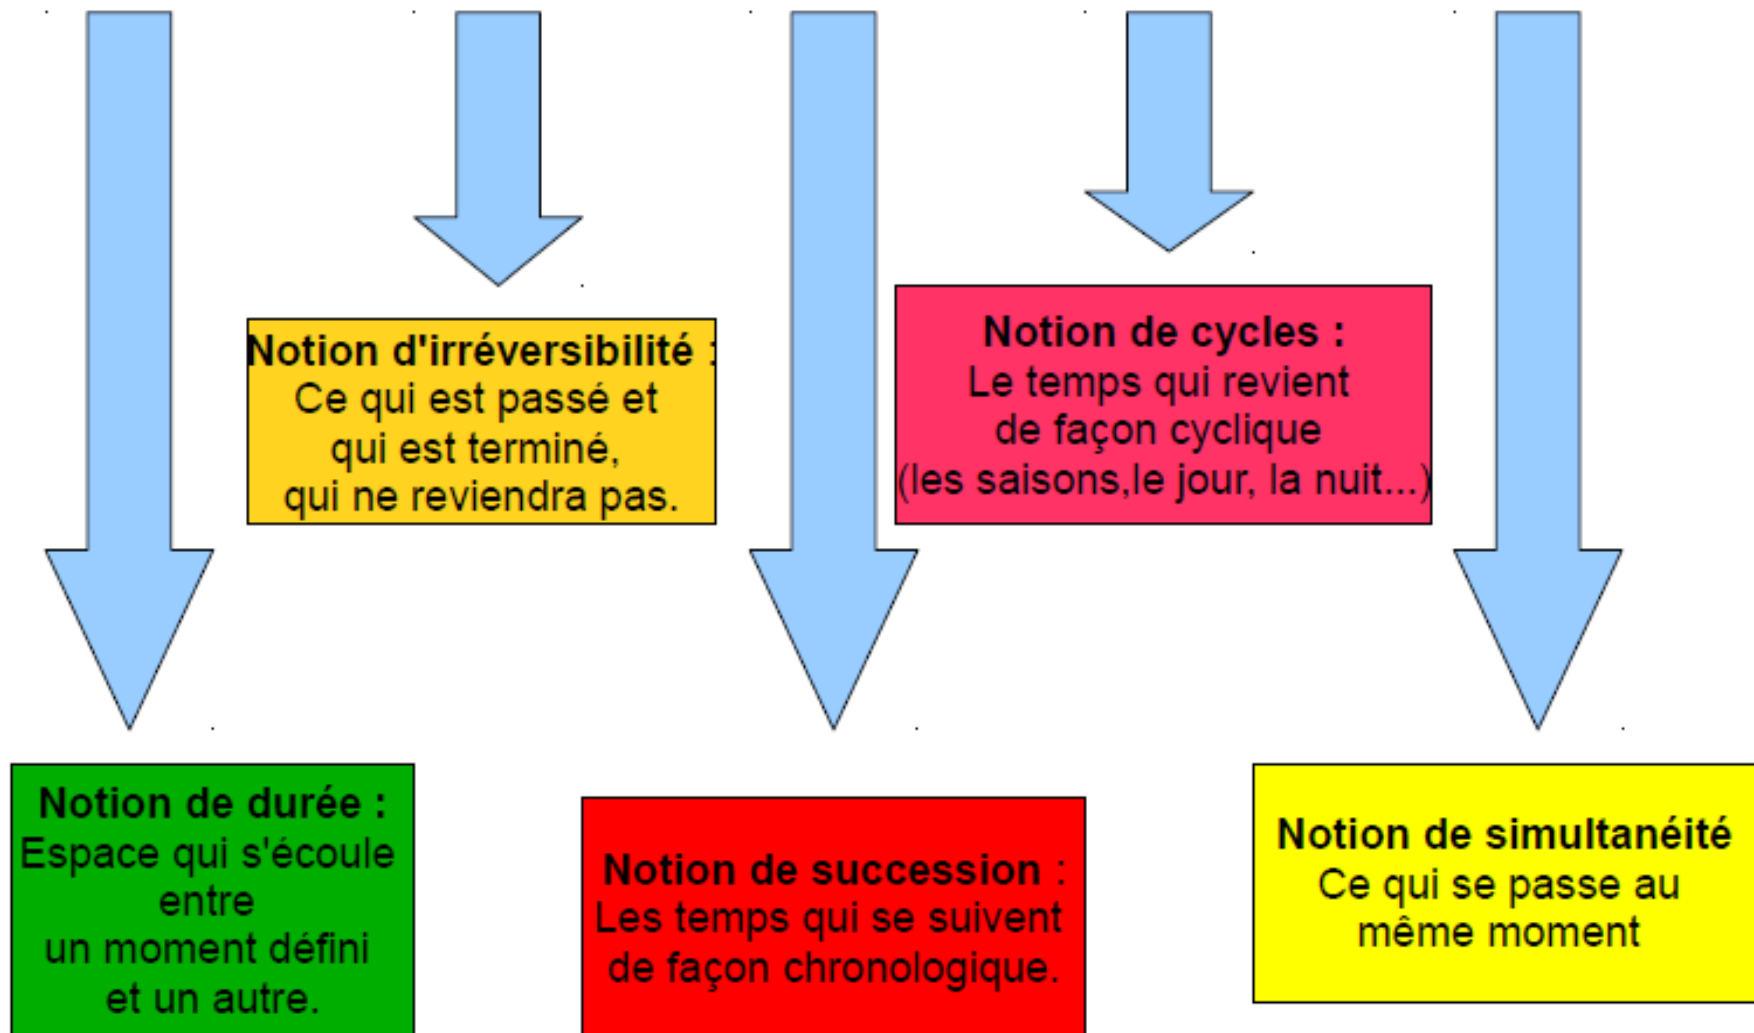 Notion d'irréversibilité :
Ce qui est passé et
qui est terminé,
qui ne reviendra pas.
Notion de cycles :
Le temps qui revient
de façon cyclique
(les saisons,le jour, la nuit...)
Notion de durée :
Espace qui s'écoule
entre
un moment défini
et un autre.
Notion de succession :
Les temps qui se suivent
de façon chronologique.
Notion de simultanéité
Ce qui se passe au
même moment